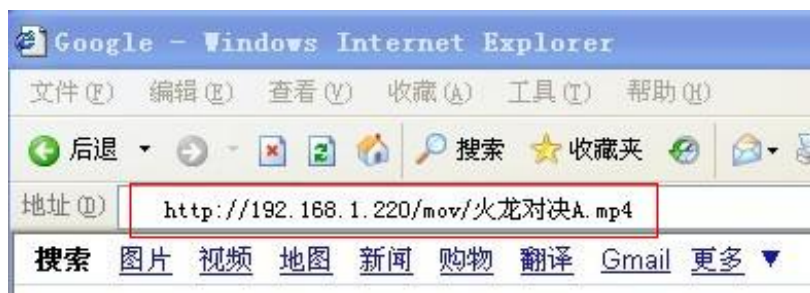 Google - Windows Internet Explorer
文件(F) 编辑(E) 查看(V) 收藏(A) 工具(T) 帮助(H)
后退 搜索 收藏夹
地址(D) http://192.168.1.220/mov/火龙对决A.mp4
搜索 图片 视频 地图 新闻 购物 翻译 Gmail 更多 ▼